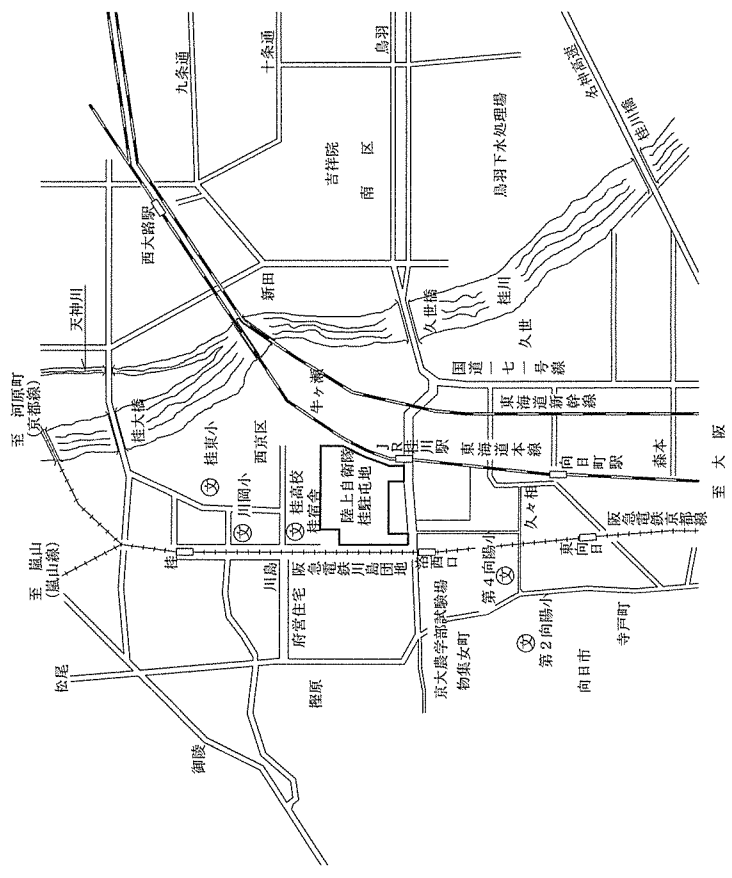 九条通
十条通
鳥羽
名神高速
桂川橋
鳥羽下水処理場
吉祥院
南区
西大路駅
天神川
新田
久世橋
桂川
久世
国道一七一号線
至 河原町
(京都線)
桂大橋
牛ヶ瀬
東海道新幹線
桂東小
西京区
JR桂川駅
東海道本線
向日町駅
森本
至 大阪
文
川岡小
文
桂高校
桂宿舎
文
陸上自衛隊
桂駐屯地
久々相
至 嵐山
(嵐山線)
桂
川島
阪急電鉄川島団地
洛西口
第4向陽小
文
東向日
阪急電鉄京都線
府営住宅
京大農学部試験場
物集女町
第2向陽小
文
向日市
寺戸町
松尾
樫原
御陵